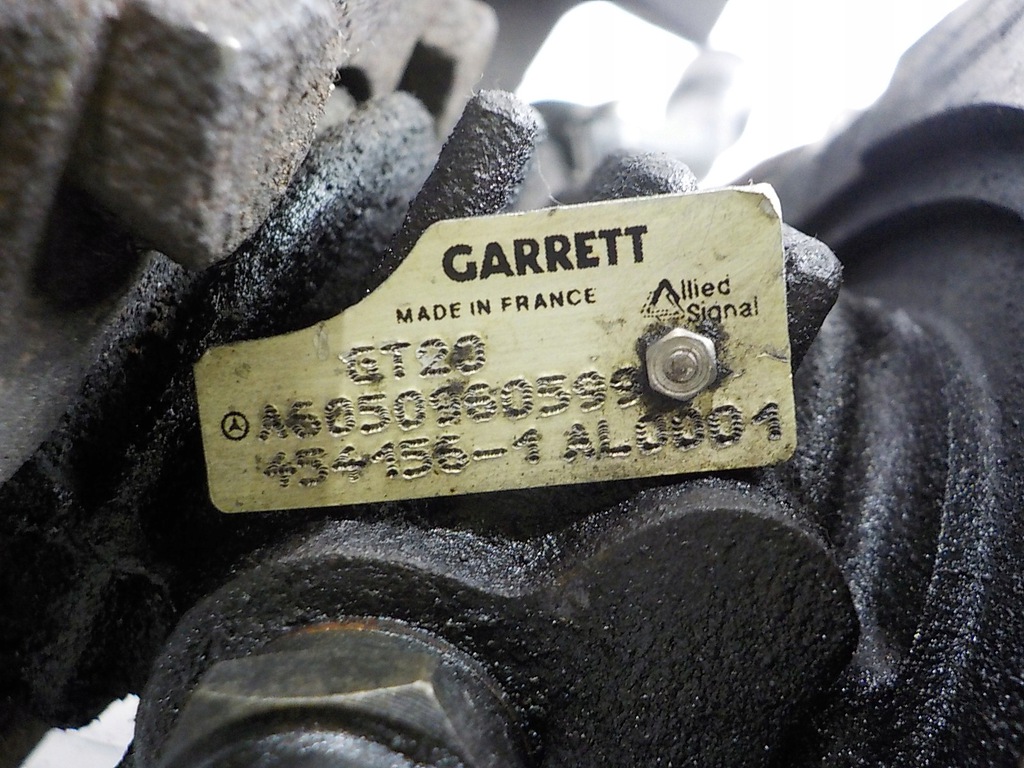 GARRETT
MADE IN FRANCE
Allied
Signal
GT20
A6050960599
454156-1 AL0001